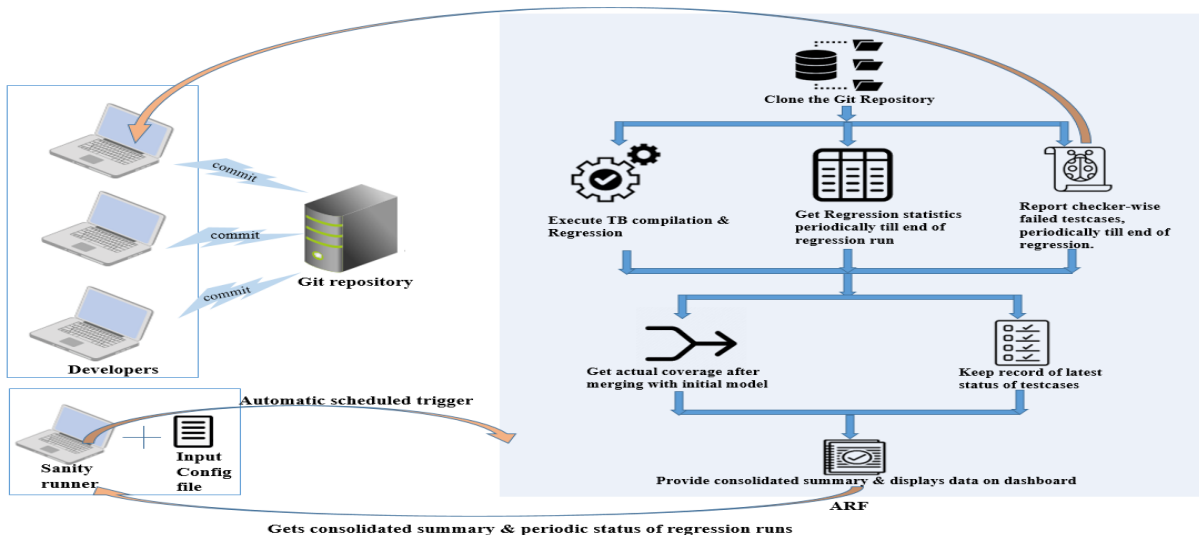 Clone the Git Repository
commit
commit
commit
Git repository
Developers
Execute TB compilation &
Regression
Get Regression statistics
periodically till end of
regression run
Report checker-wise
failed testcases,
periodically till end of
regression.
Get actual coverage after
merging with initial model
Keep record of latest
status of testcases
Automatic scheduled trigger
Sanity
runner
Input
Config
file
Provide consolidated summary & displays data on dashboard
ARF
Gets consolidated summary & periodic status of regression runs